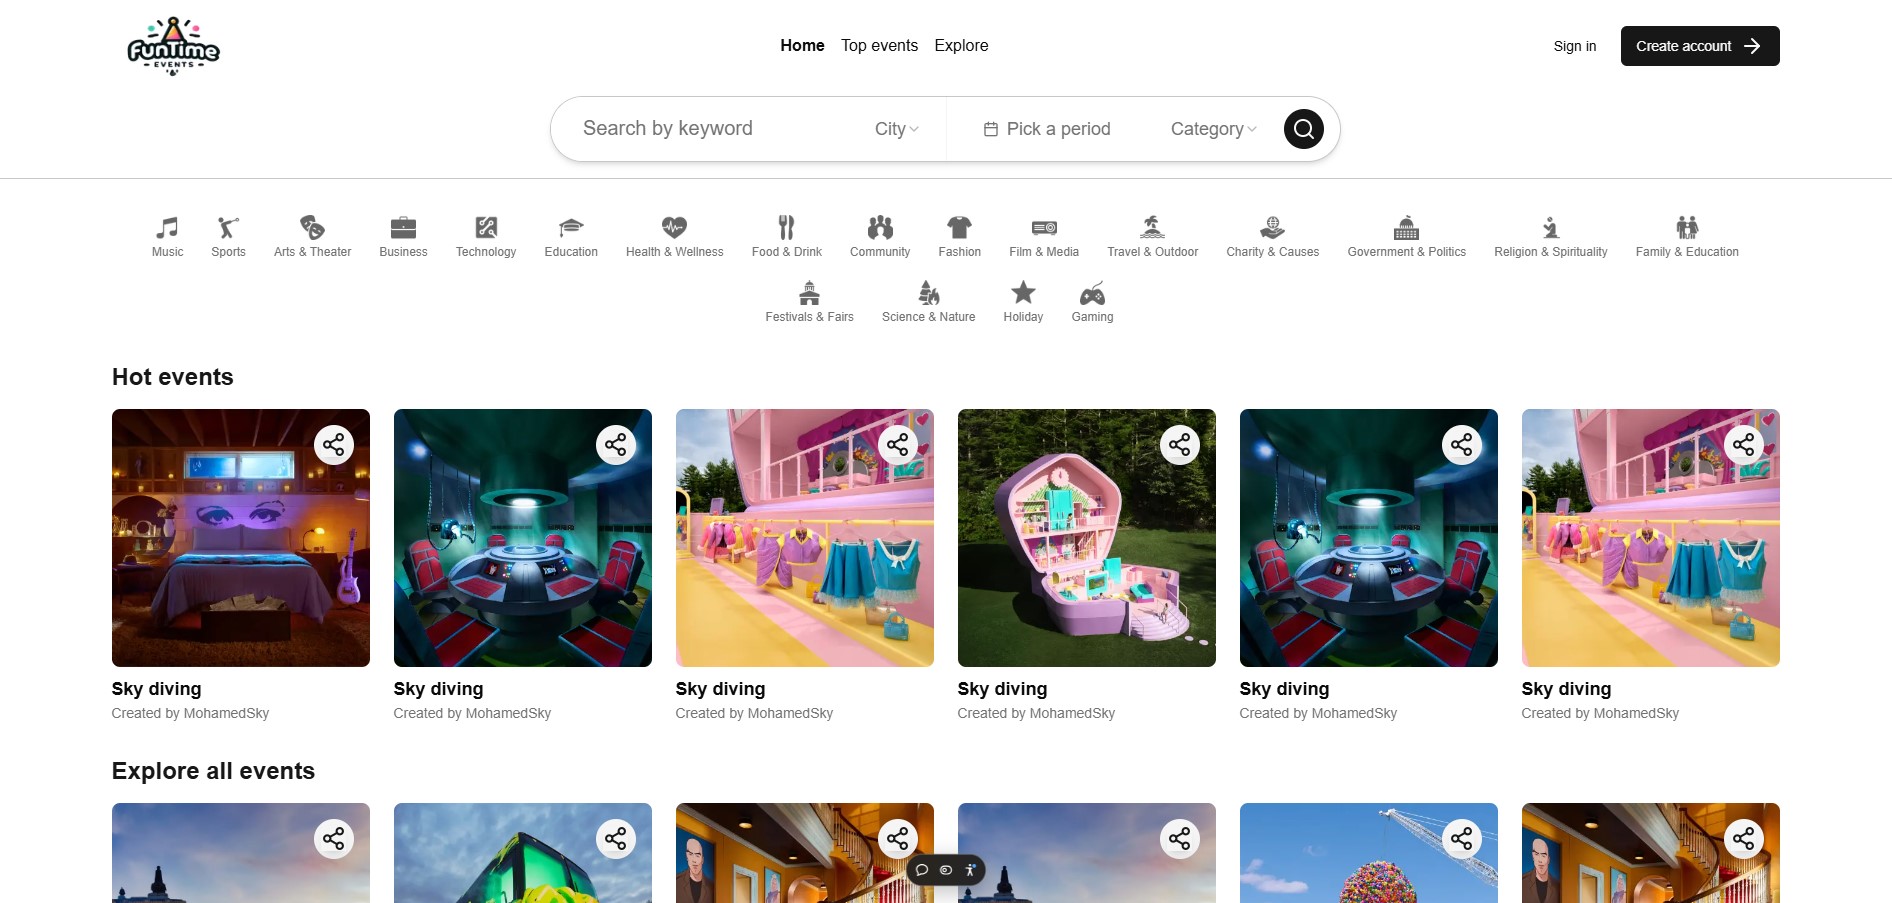 FunTime
EVENTS
Home Top events Explore
Sign in Create account
Search by keyword City Pick a period Category
Music Sports Arts & Theater Business Technology Education Health & Wellness Food & Drink Community Fashion Film & Media Travel & Outdoor Charity & Causes Government & Politics Religion & Spirituality Family & Education
Festivals & Fairs Science & Nature Holiday Gaming
Hot events
Sky diving Sky diving Sky diving Sky diving Sky diving Sky diving
Created by MohamedSky Created by MohamedSky Created by MohamedSky Created by MohamedSky Created by MohamedSky Created by MohamedSky
Explore all events